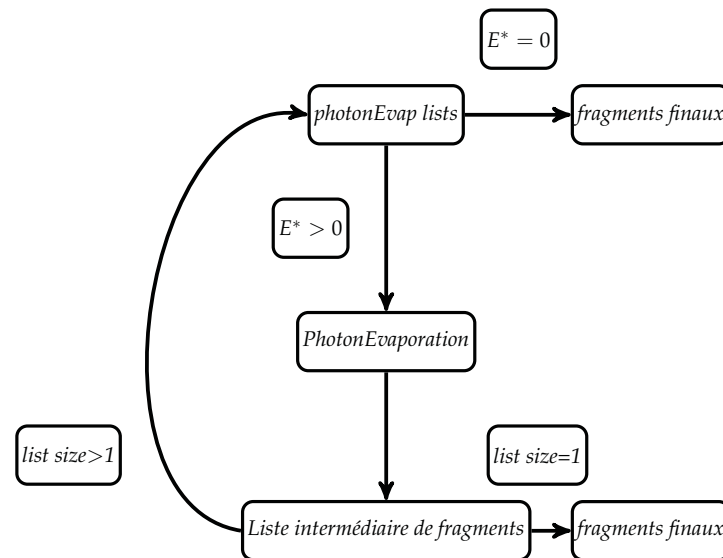 E* = 0
photonEvap lists
fragments finaux
E* > 0
PhotonEvaporation
list size>1
list size=1
Liste intermédiaire de fragments
fragments finaux